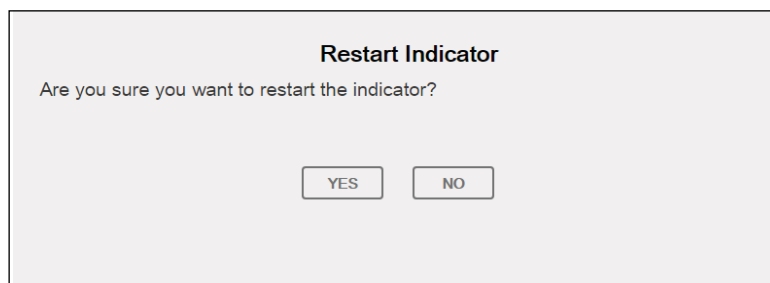 Restart Indicator
Are you sure you want to restart the indicator?
YES NO